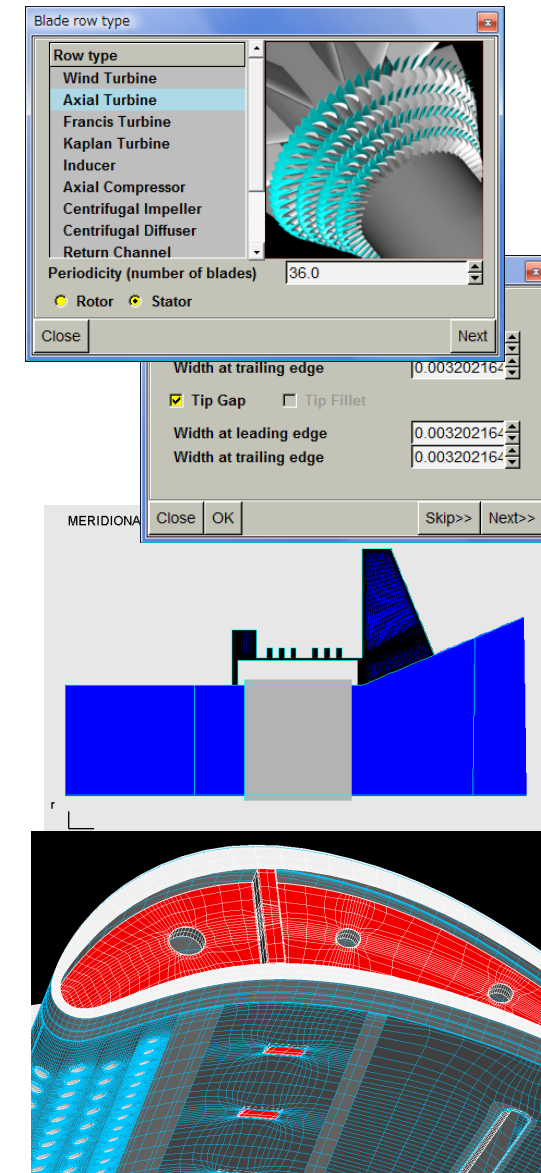 Blade row type
Row type
Wind Turbine
Axial Turbine
Francis Turbine
Kaplan Turbine
Inducer
Axial Compressor
Centrifugal Impeller
Centrifugal Diffuser
Return Channel
Periodicity (number of blades) 36.0
Rotor Stator
Close Next
Width at trailing edge 0.003202164
Tip Gap Tip Fillet
Width at leading edge 0.003202164
Width at trailing edge 0.003202164
Close OK Skip>> Next>>
MERIDIONA
r